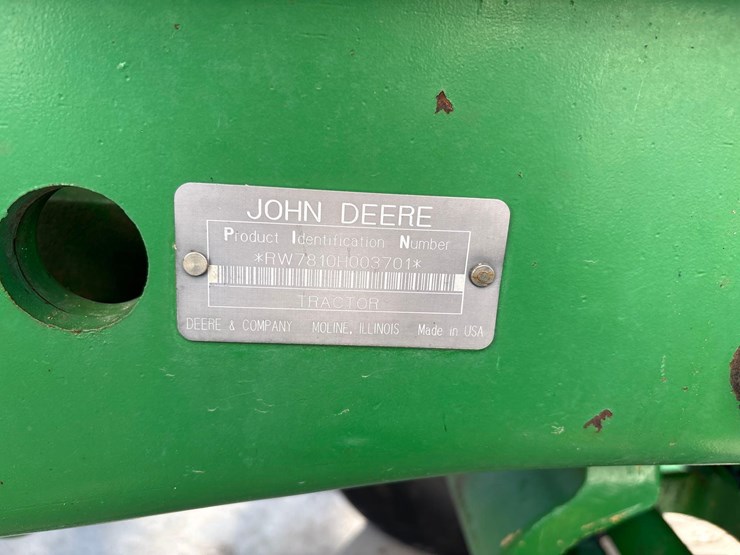 JOHN DEERE
Product Identification Number
*RW7810H003701*
TRACTOR
DEERE & COMPANY MOLINE, ILLINOIS Made in USA